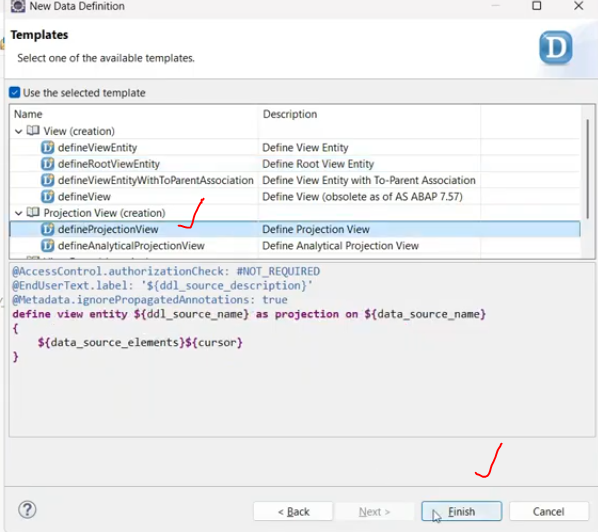 New Data Definition
Templates
Select one of the available templates.
D
Use the selected template
Name Description
View (creation)
defineViewEntity Define View Entity
defineRootViewEntity Define Root View Entity
defineViewEntityWithToParentAssociation Define View Entity with To-Parent Association
defineView Define View (obsolete as of AS ABAP 7.57)
Projection View (creation)
defineProjectionView Define Projection View
defineAnalyticalProjectionView Define Analytical Projection View
@AccessControl.authorizationCheck: #NOT_REQUIRED
@EndUserText.label: '${ddl_source_description}'
@Metadata.ignorePropagatedAnnotations: true
define view entity ${ddl_source_name} as projection on ${data_source_name}
{
${data_source_elements}${cursor}
}
? < Back Next > Finish Cancel